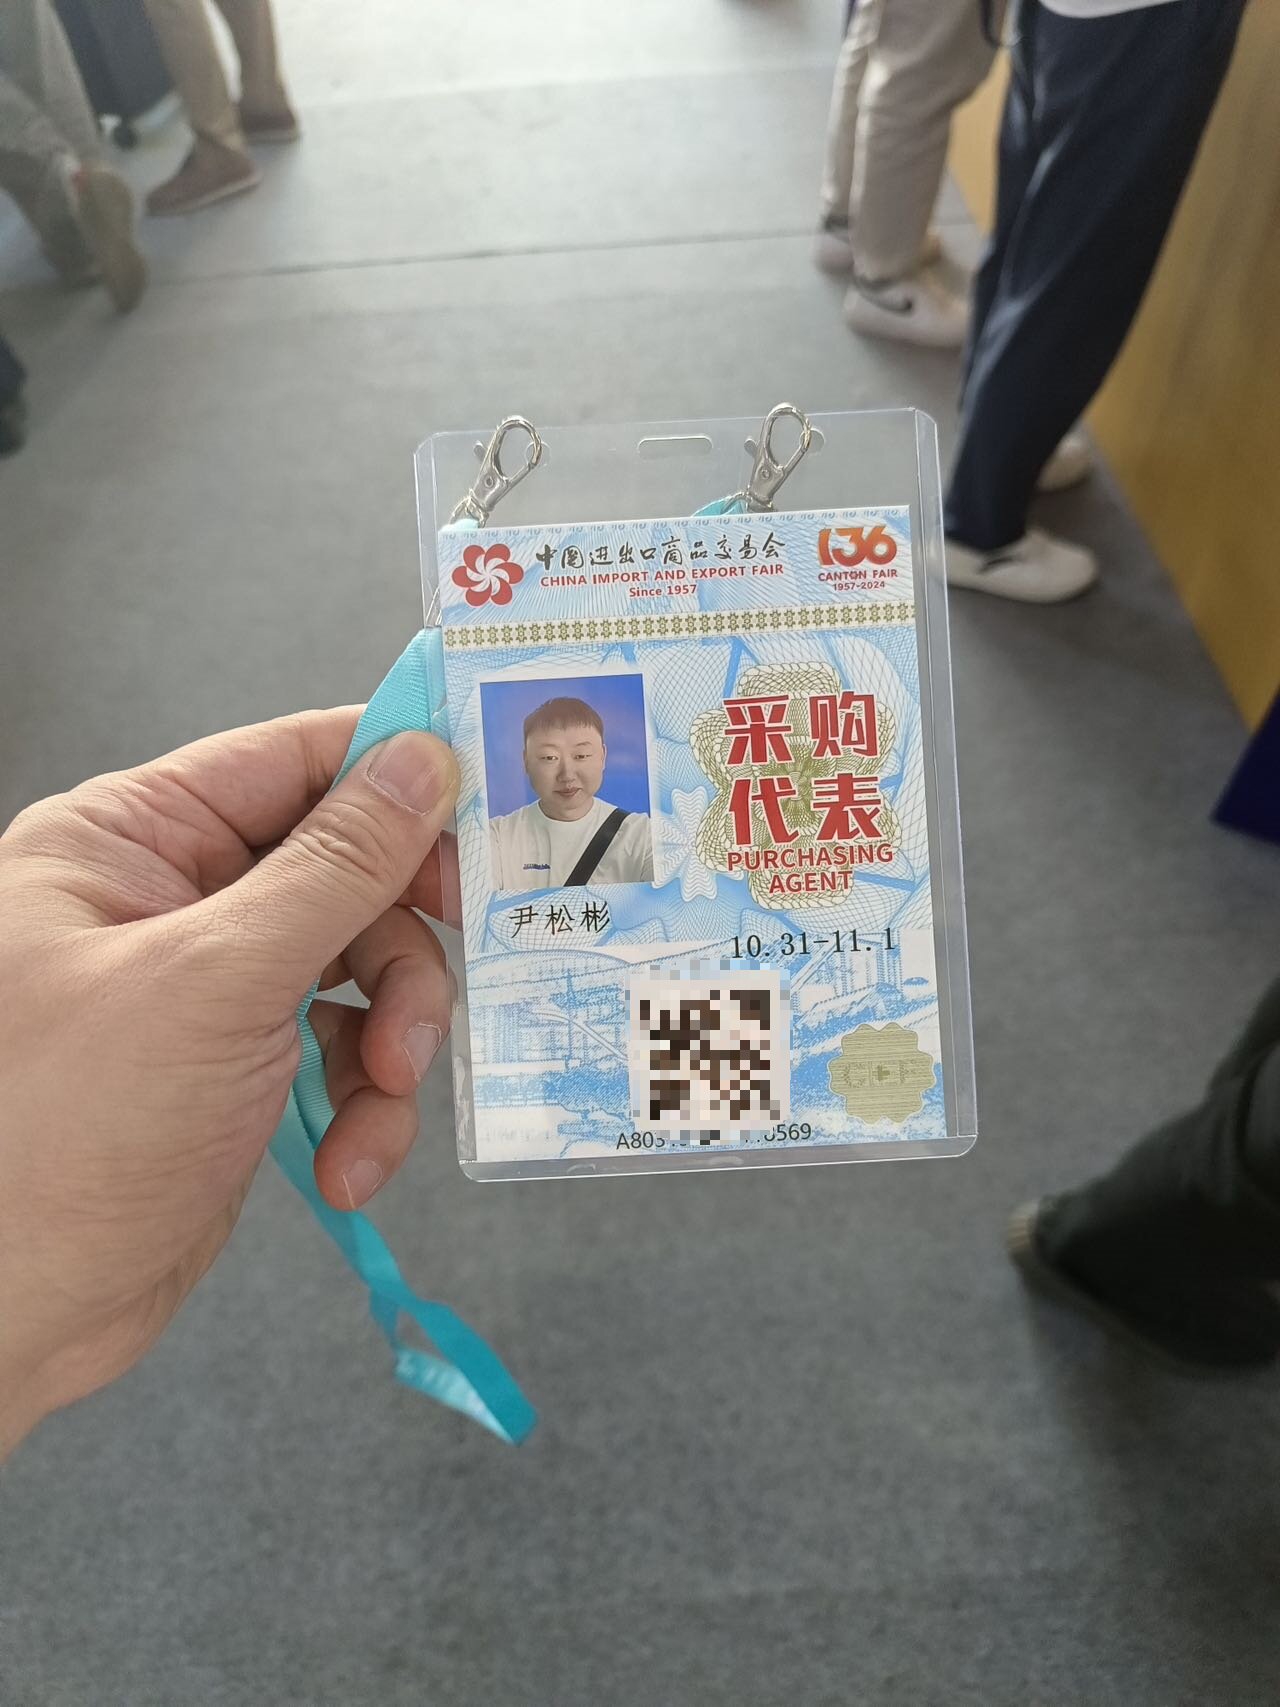 中国进出口商品交易会
CHINA IMPORT AND EXPORT FAIR
Since 1957
136
CANTON FAIR
1957-2024
采购
代表
PURCHASING
AGENT
尹松彬
10.31-11.1